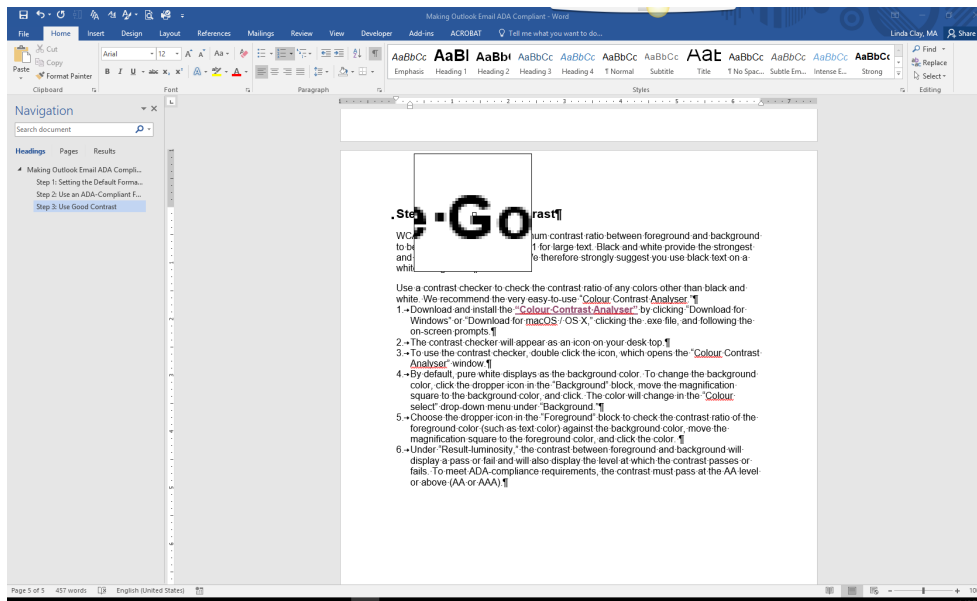 Making Outlook Email ADA Compliant - Word
File Home Insert Design Layout References Mailings Review View Developer Add-ins ACROBAT Tell me what you want to do... Linda Clay, MA Share
Paste Cut Copy Format Painter
Arial 12
AaBbCc AaBl AaBb AaBbCc AaBbCc AaBbCc AaBbCc AaE AaBbCc AaBbCc AaBbCc AaBbCc
Emphasis Heading 1 Heading 2 Heading 3 Heading 4 ¶ Normal Subtitle Title ¶ No Spac... Subtle Em... Intense E... Strong
Find
Replace
Select
Clipboard Font Paragraph Styles Editing
Navigation
Search document
Headings Pages Results
Making Outlook Email ADA Compli...
Step 1: Setting the Default Forma...
Step 2: Use an ADA-Compliant F...
Step 3: Use Good Contrast
Ste e Go rast¶
WC um contrast ratio between foreground and background
to be 1 for large text. Black and white provide the strongest
and e therefore strongly suggest you use black text on a
whit
Use a contrast checker to check the contrast ratio of any colors other than black and
white. We recommend the very easy-to-use "Colour Contrast Analyser."¶
1. Download and install the "Colour Contrast Analyser" by clicking "Download for
Windows" or "Download for macOS / OS X," clicking the .exe file, and following the
on-screen prompts.¶
2. The contrast checker will appear as an icon on your desk top.¶
3. To use the contrast checker, double click the icon, which opens the "Colour Contrast
Analyser" window.¶
4. By default, pure white displays as the background color. To change the background
color, click the dropper icon in the "Background" block, move the magnification
square to the background color, and click. The color will change in the "Colour
select" drop-down menu under "Background."¶
5. Choose the dropper icon in the "Foreground" block to check the contrast ratio of the
foreground color (such as text color) against the background color, move the
magnification square to the foreground color, and click the color. ¶
6. Under "Result-luminosity," the contrast between foreground and background will
display a pass or fail and will also display the level at which the contrast passes or
fails. To meet ADA-compliance requirements, the contrast must pass at the AA level
or above (AA or AAA).¶
Page 5 of 5 457 words English (United States)